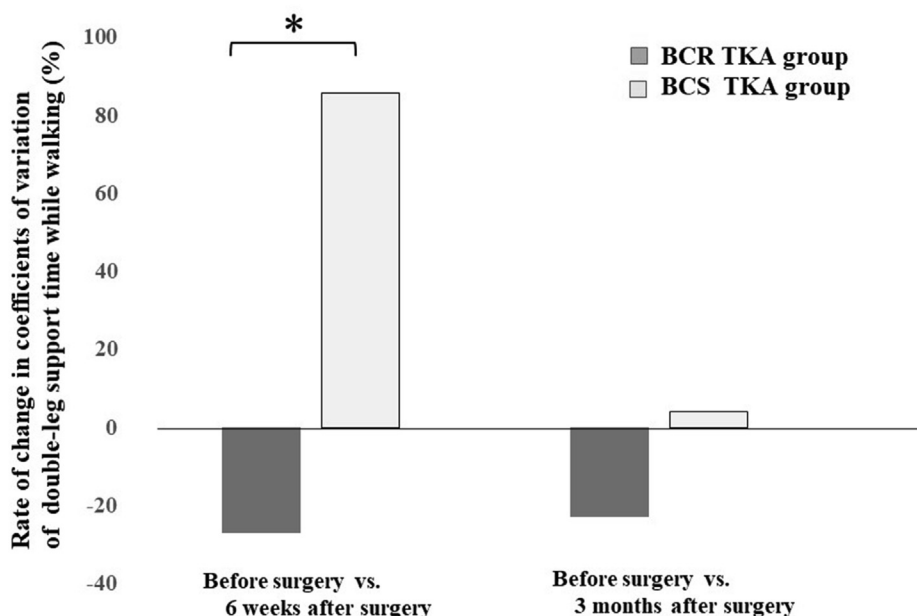 Rate of change in coefficients of variation
of double-leg support time while walking (%)
100
80
60
40
20
0
-20
-40
*
BCR TKA group
BCS TKA group
Before surgery vs.
6 weeks after surgery
Before surgery vs.
3 months after surgery